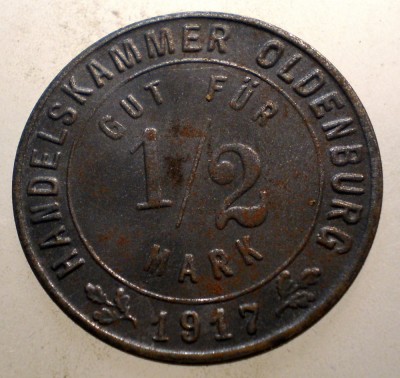 HANDELSKAMMER OLDENBURG
GUT FÜR
1/2
MARK
1917